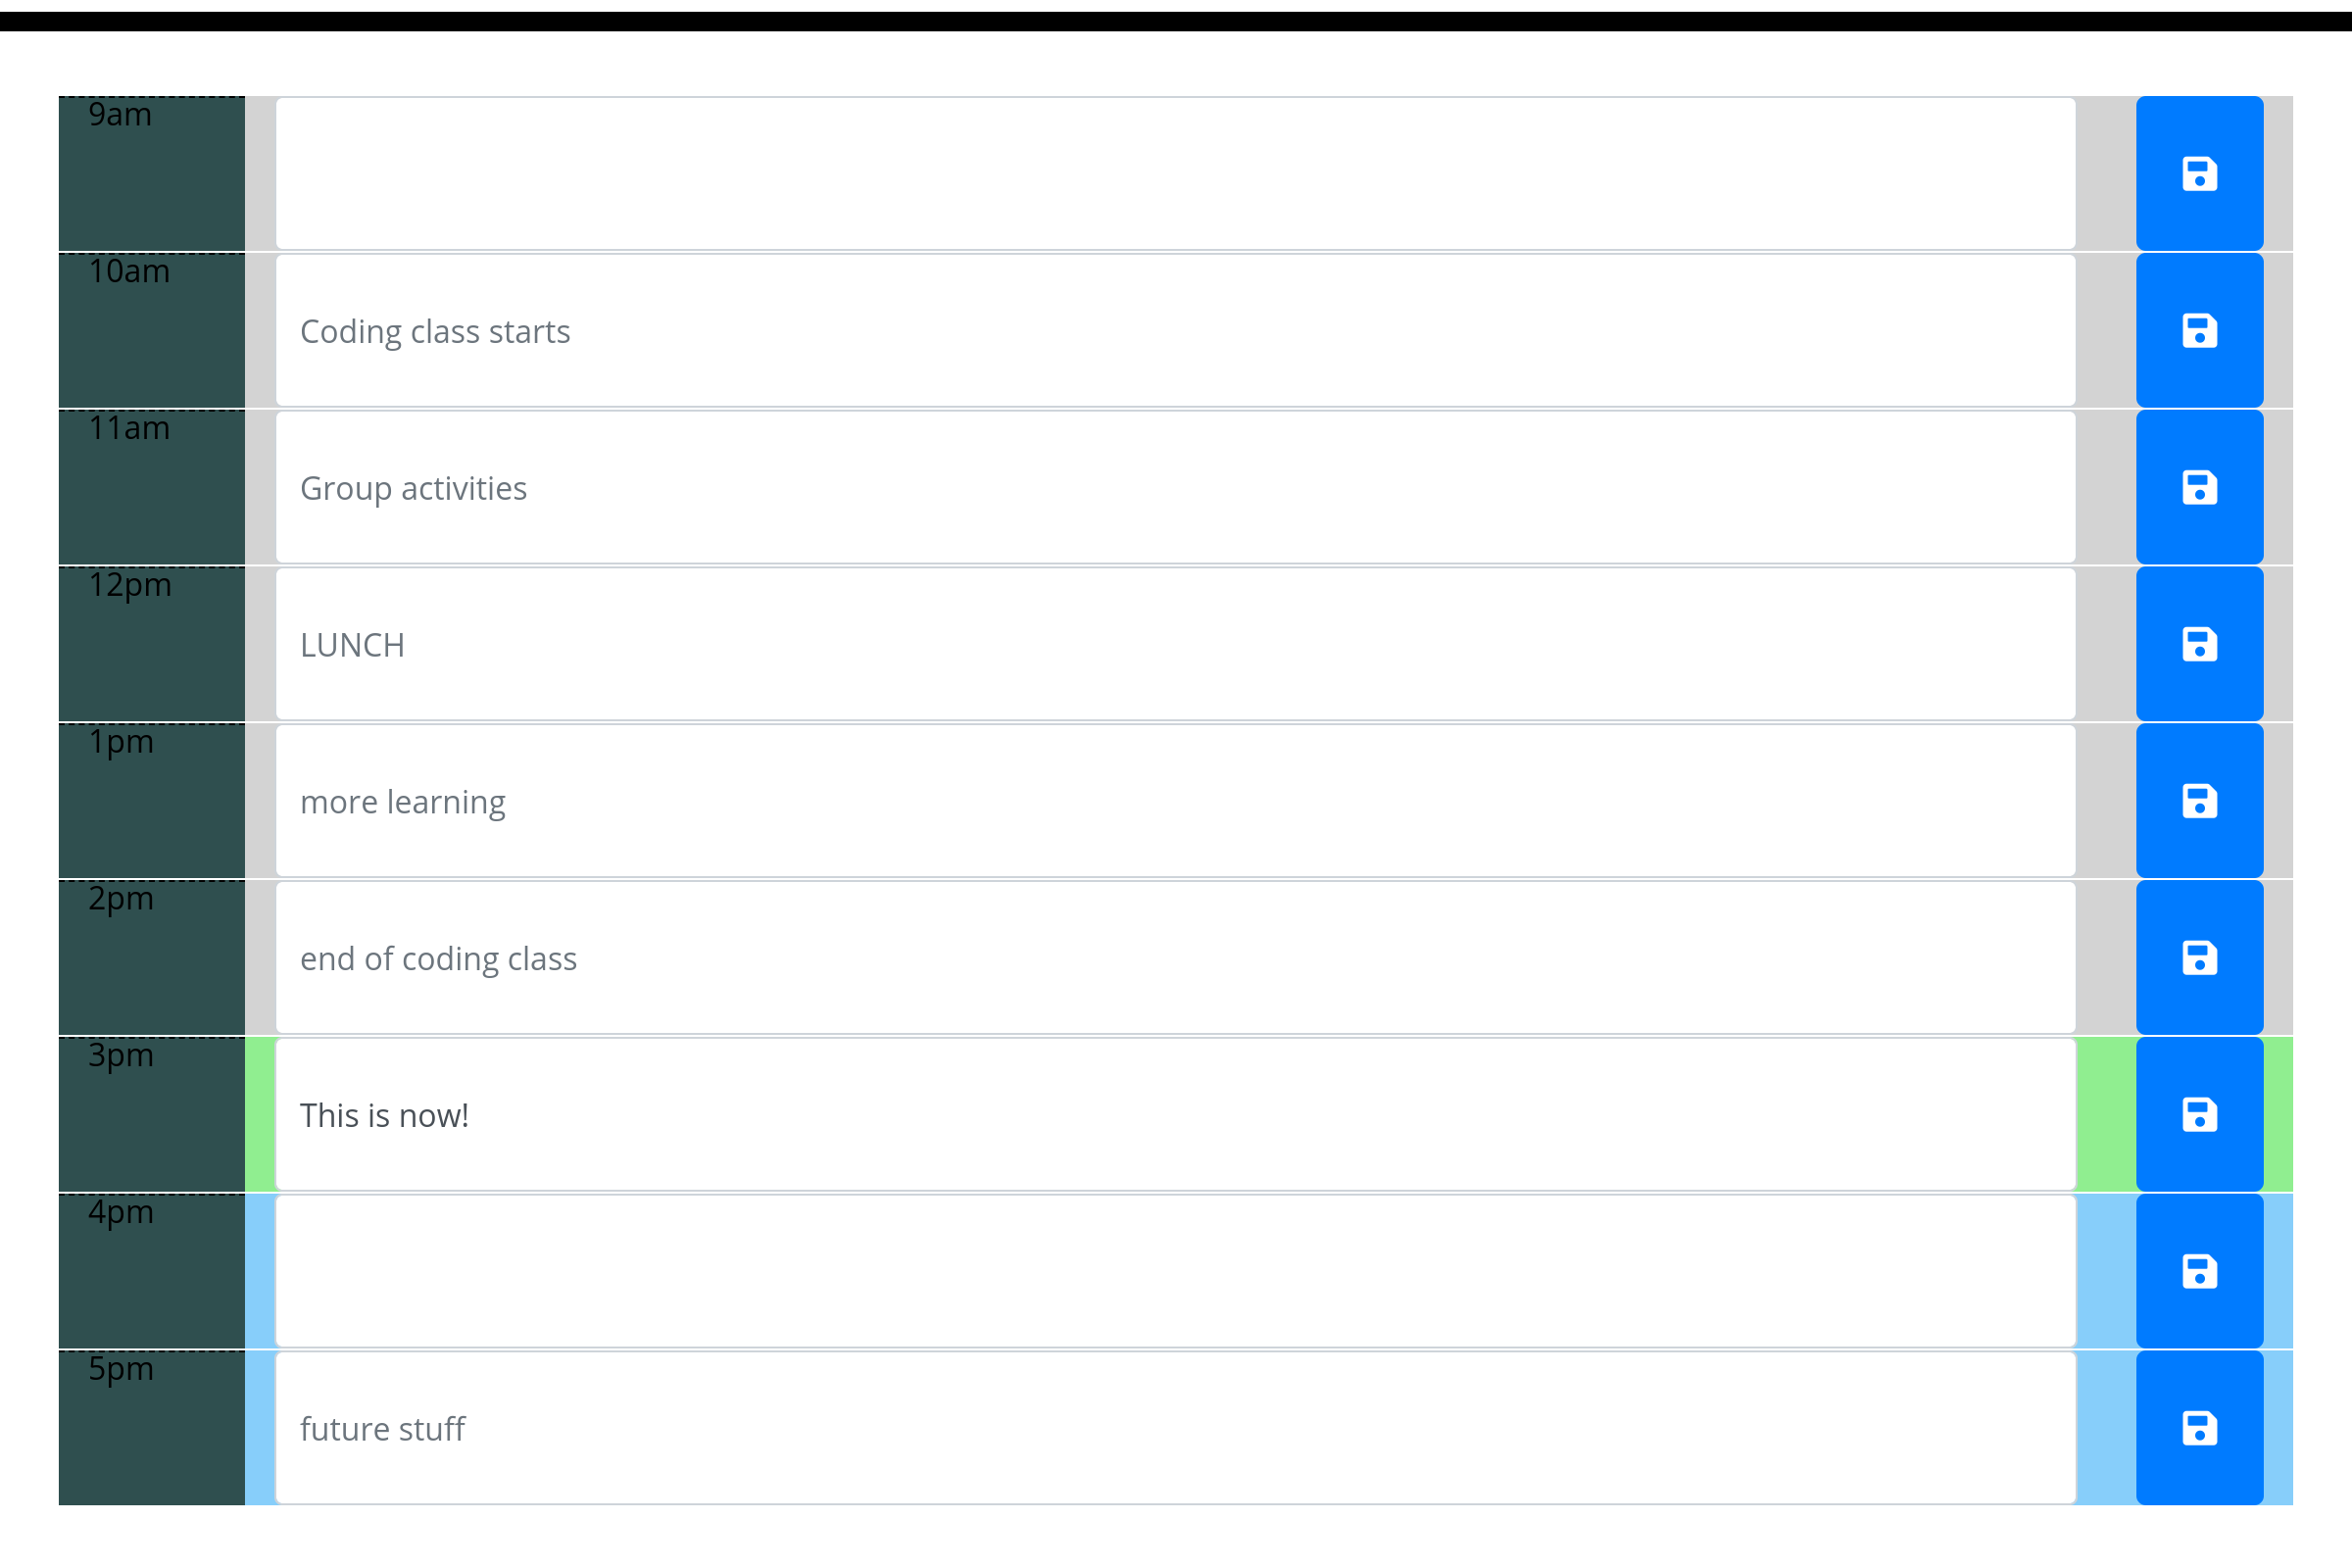 9am
10am
Coding class starts
11am
Group activities
12pm
LUNCH
1pm
more learning
2pm
end of coding class
3pm
This is now!
4pm
5pm
future stuff